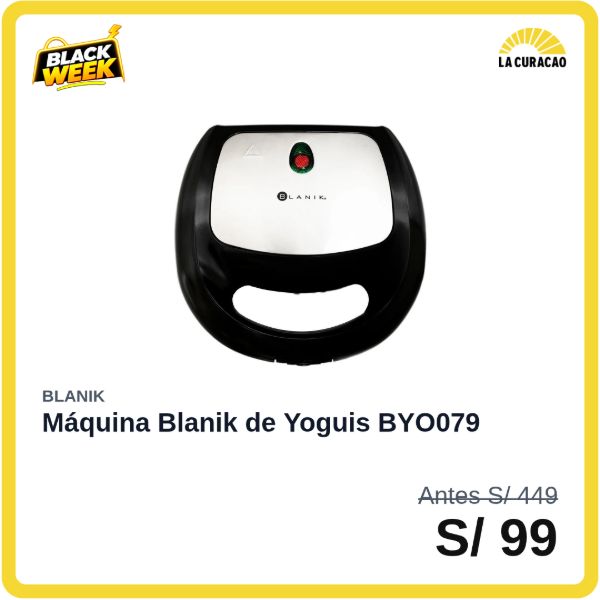 BLACK
WEEK
LA CURACAO
BLANIK
BLANIK
Máquina Blanik de Yoguis BYO079
Antes S/ 449
S/ 99